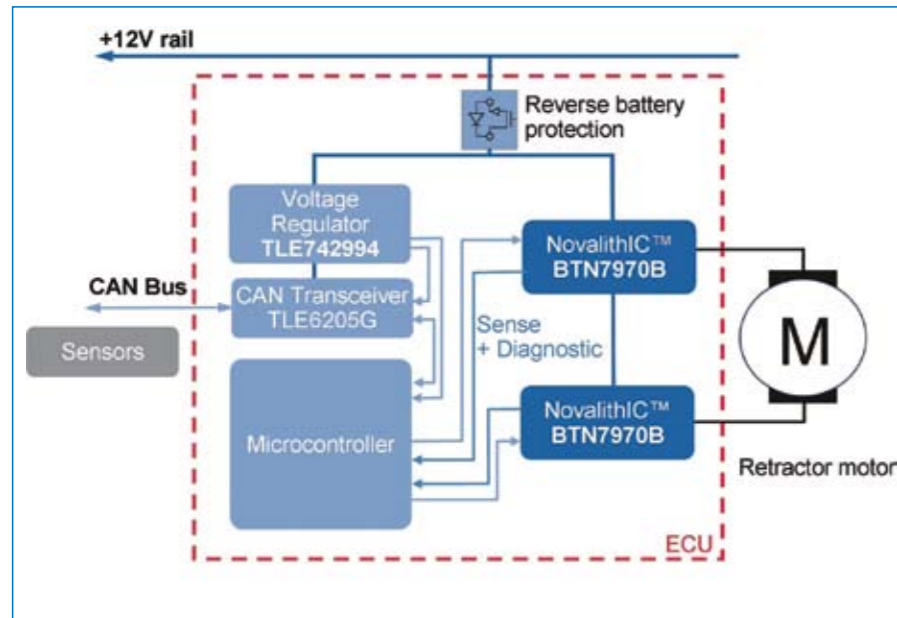 +12V rail
Reverse battery
protection
Voltage
Regulator
TLE742994
CAN Bus
CAN Transceiver
TLE6205G
Sensors
Microcontroller
NovalithIC™
BTN7970B
Sense
+ Diagnostic
NovalithIC™
BTN7970B
M
Retractor motor
ECU